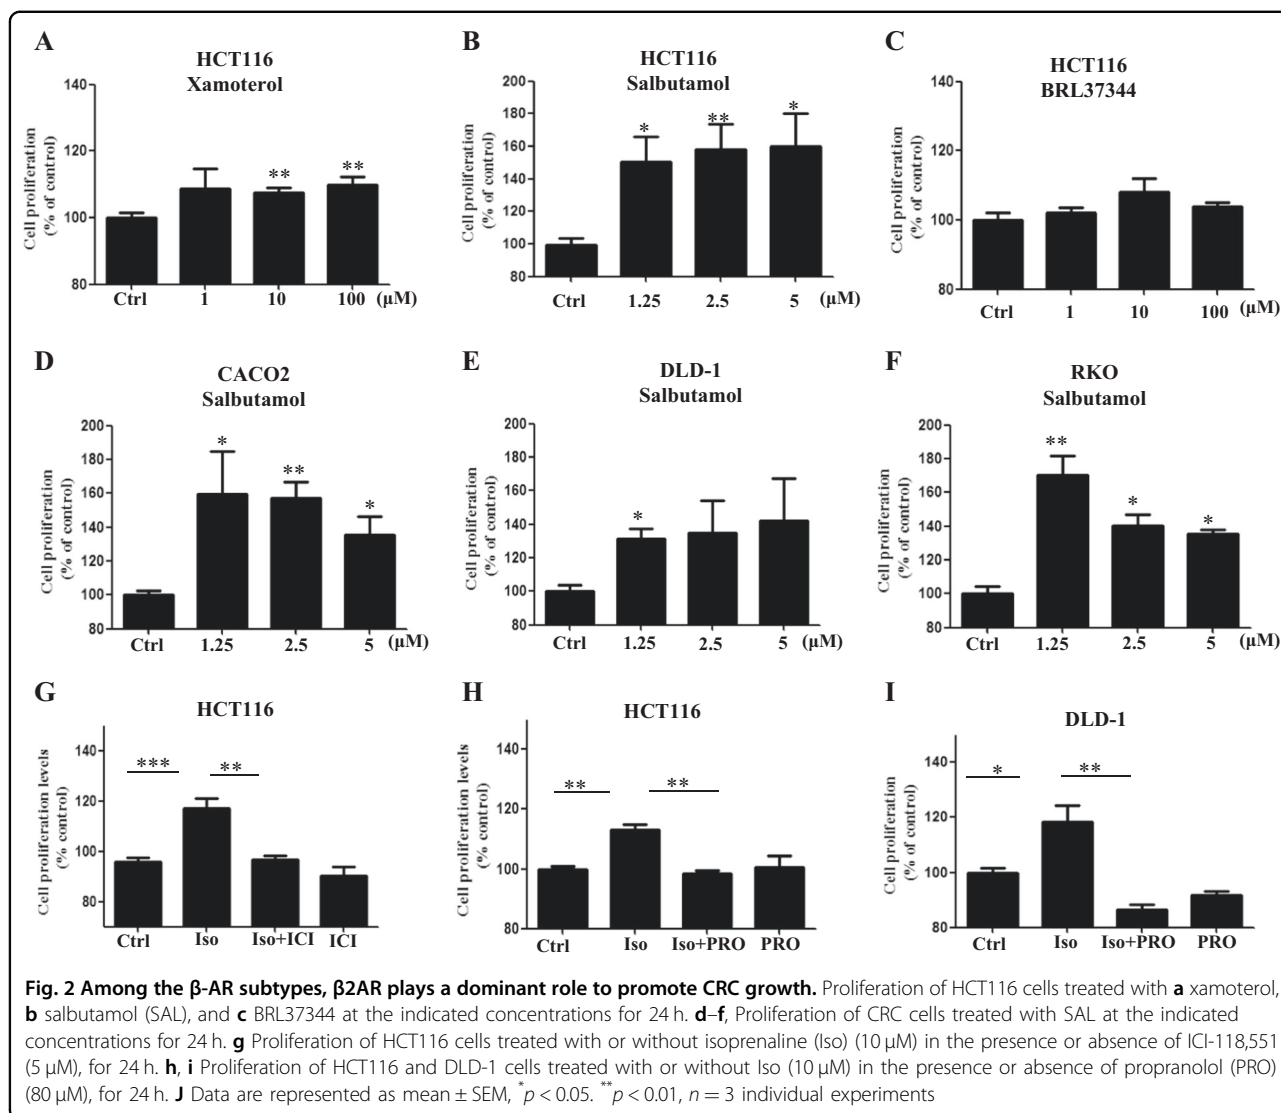 A
HCT116
Xamoterol
Cell proliferation
(% of control)
140
120
100
80
**
**
Ctrl 1 10 100 (μM)
B
HCT116
Salbutamol
Cell proliferation
(% of control)
200
180
160
140
120
100
80
*
**
*
Ctrl 1.25 2.5 5 (μM)
C
HCT116
BRL37344
Cell proliferation
(% of control)
140
120
100
80
Ctrl 1 10 100 (μM)
D
CACO2
Salbutamol
Cell proliferation
(% of control)
200
180
160
140
120
100
80
*
**
*
Ctrl 1.25 2.5 5 (μM)
E
DLD-1
Salbutamol
Cell proliferation
(% of control)
200
180
160
140
120
100
80
*
Ctrl 1.25 2.5 5 (μM)
F
RKO
Salbutamol
Cell proliferation
(% of control)
200
180
160
140
120
100
80
**
*
*
Ctrl 1.25 2.5 5 (μM)
G
HCT116
Cell proliferation levels
(% control)
140
120
100
80
***
**
Ctrl Iso Iso+ICI ICI
H
HCT116
Cell proliferation levels
(% control)
140
120
100
80
**
**
Ctrl Iso Iso+PRO PRO
I
DLD-1
Cell proliferation
(% of control)
140
120
100
80
*
**
Ctrl Iso Iso+PRO PRO
Fig. 2 Among the β-AR subtypes, β2AR plays a dominant role to promote CRC growth. Proliferation of HCT116 cells treated with a xamoterol,
b salbutamol (SAL), and c BRL37344 at the indicated concentrations for 24 h. d–f, Proliferation of CRC cells treated with SAL at the indicated
concentrations for 24 h. g Proliferation of HCT116 cells treated with or without isoprenaline (Iso) (10 μM) in the presence or absence of ICI-118,551
(5 μM), for 24 h. h, i Proliferation of HCT116 and DLD-1 cells treated with or without Iso (10 μM) in the presence or absence of propranolol (PRO)
(80 μM), for 24 h. J Data are represented as mean ± SEM, *p < 0.05. **p < 0.01, n = 3 individual experiments